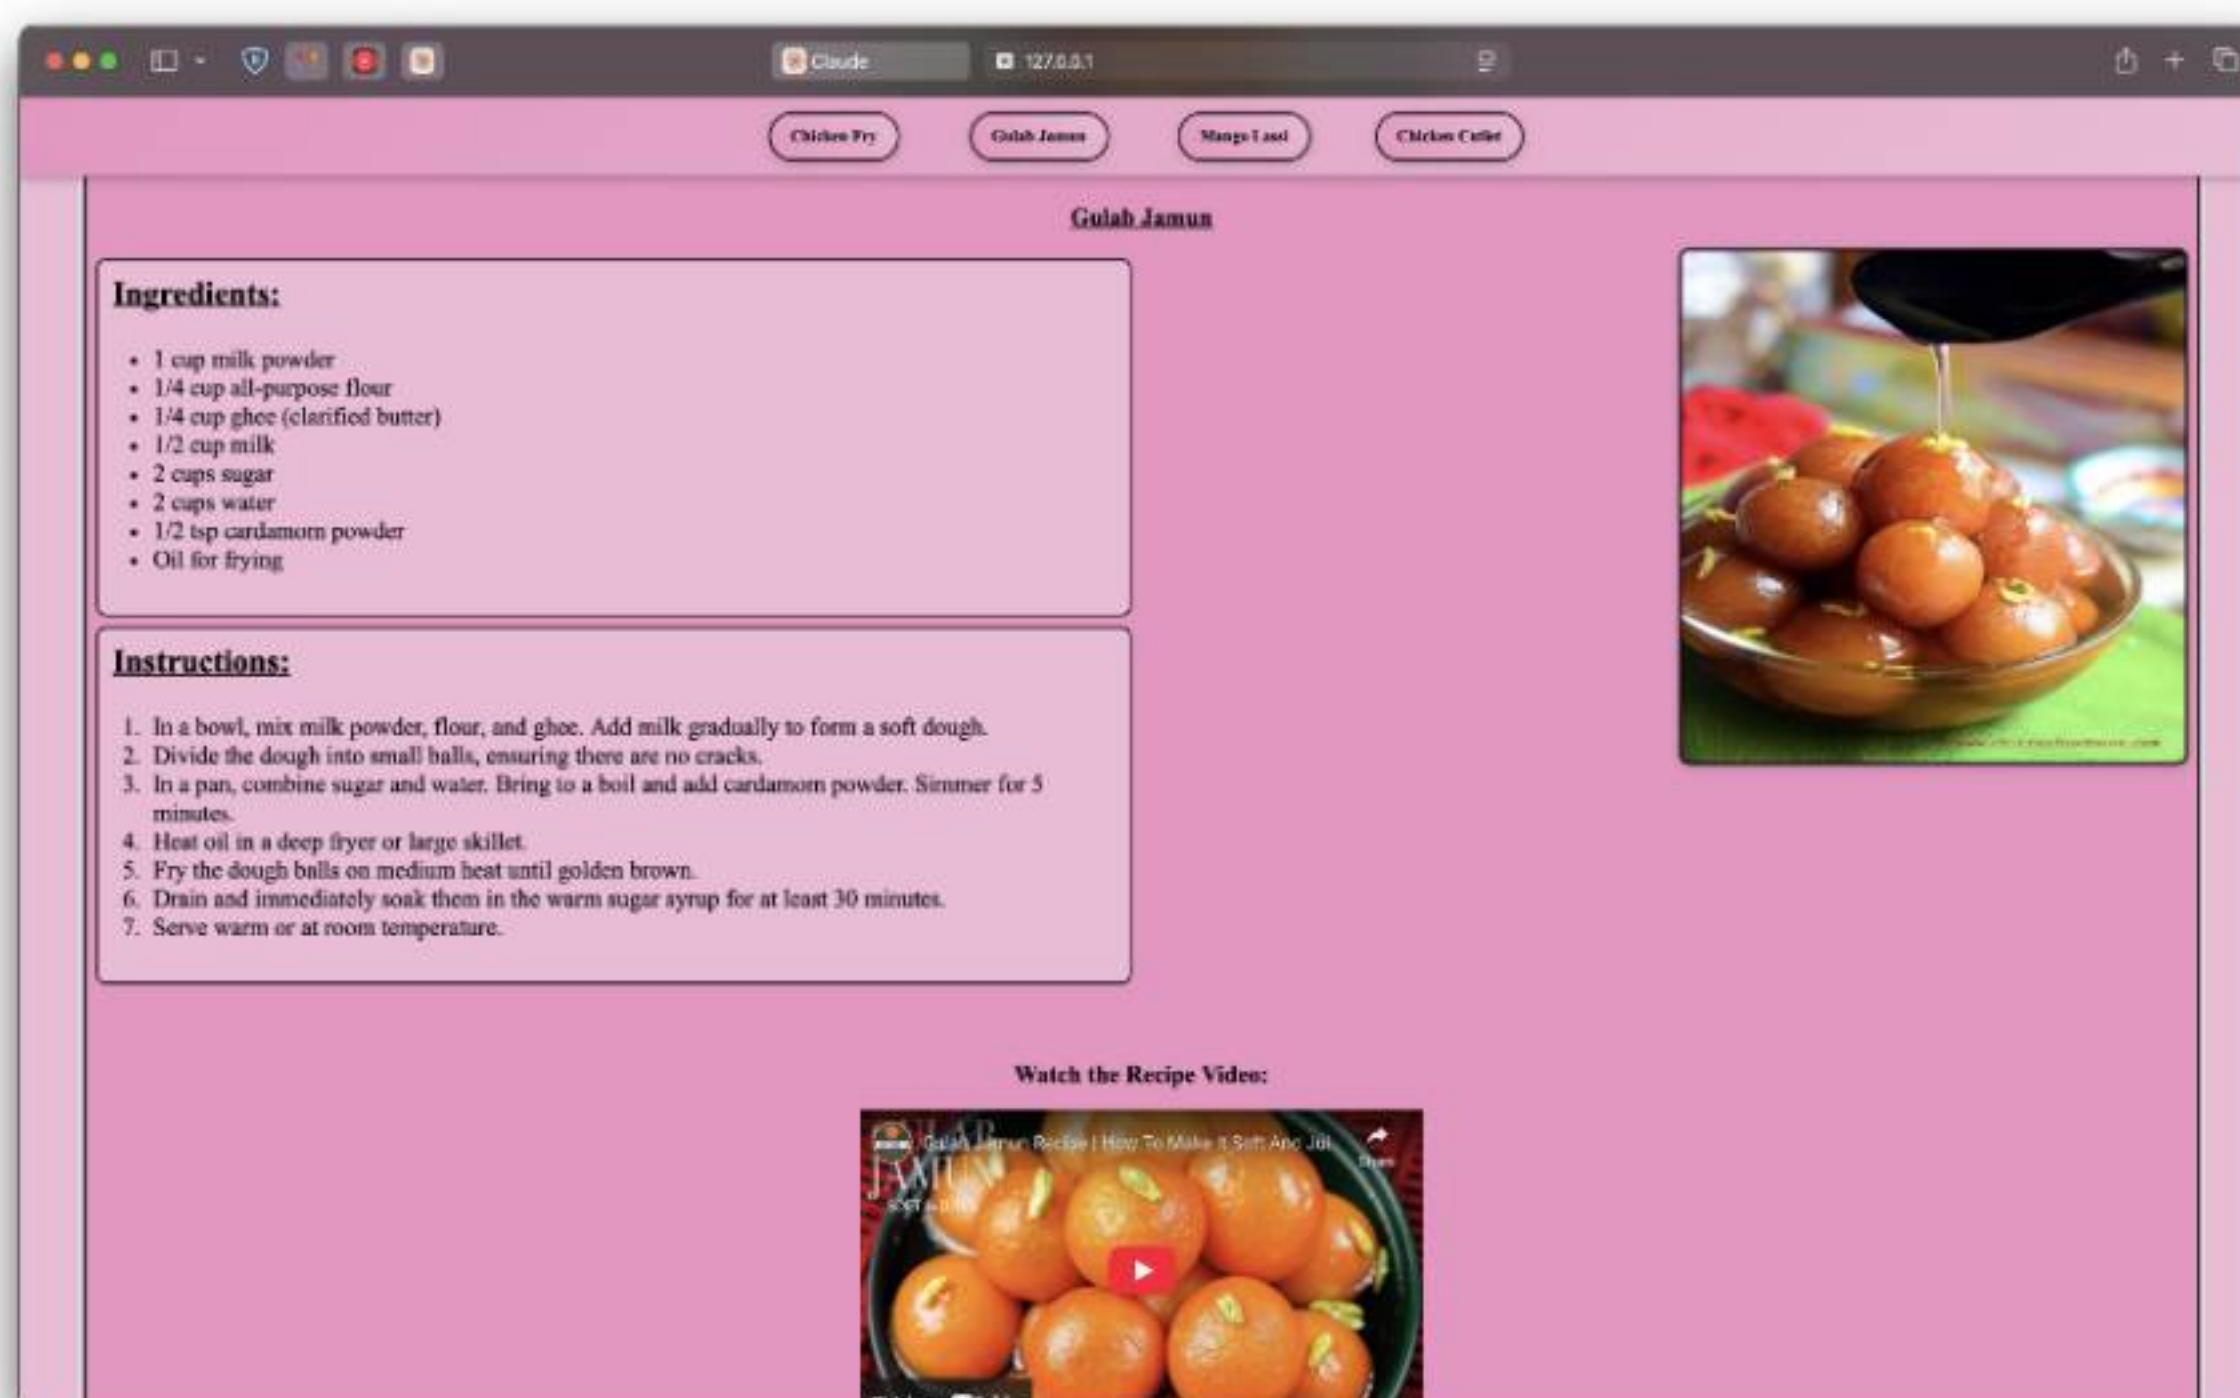 Claude
127.0.0.1
Chicken Fry
Gulab Jamun
Mango Lassi
Chicken Cutlet
Gulab Jamun
Ingredients:
• 1 cup milk powder
• 1/4 cup all-purpose flour
• 1/4 cup ghee (clarified butter)
• 1/2 cup milk
• 2 cups sugar
• 2 cups water
• 1/2 tsp cardamom powder
• Oil for frying
Instructions:
1. In a bowl, mix milk powder, flour, and ghee. Add milk gradually to form a soft dough.
2. Divide the dough into small balls, ensuring there are no cracks.
3. In a pan, combine sugar and water. Bring to a boil and add cardamom powder. Simmer for 5
minutes.
4. Heat oil in a deep fryer or large skillet.
5. Fry the dough balls on medium heat until golden brown.
6. Drain and immediately soak them in the warm sugar syrup for at least 30 minutes.
7. Serve warm or at room temperature.
Watch the Recipe Video:
Gulab Jamun Recipe | How To Make It Soft And Jui
Share
JAMUN